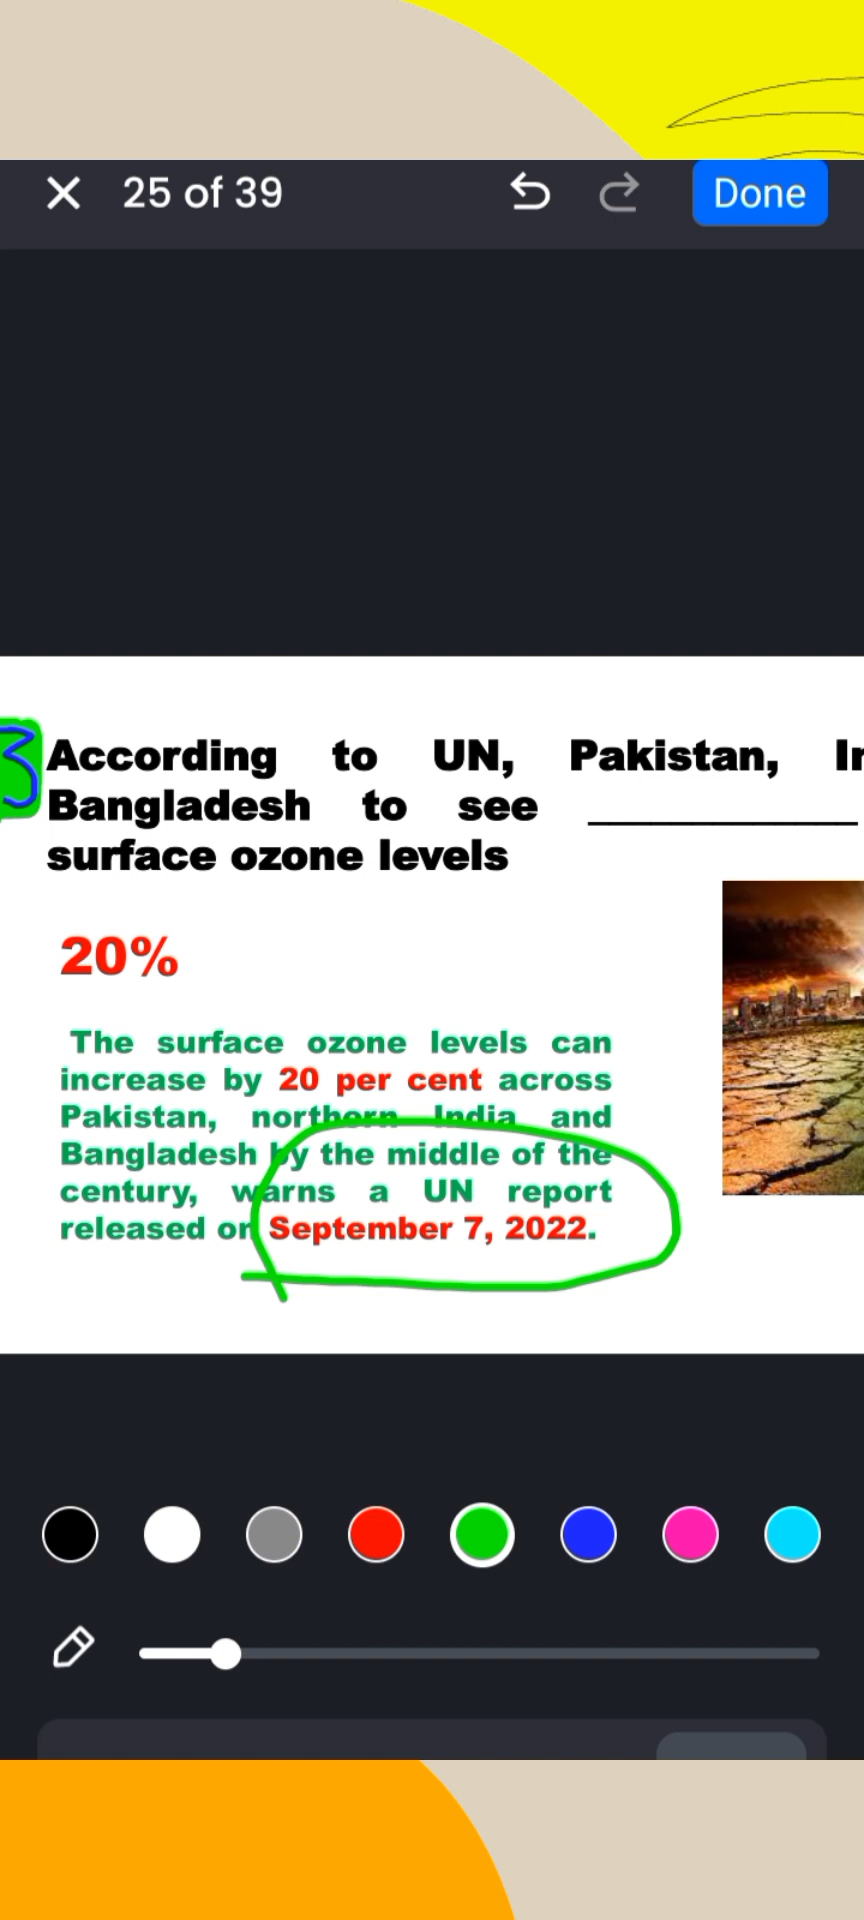 25 of 39
Done
3
According to UN, Pakistan, In
Bangladesh to see ____________
surface ozone levels
20%
The surface ozone levels can
increase by 20 per cent across
Pakistan, northern India and
Bangladesh by the middle of the
century, warns a UN report
released on September 7, 2022.